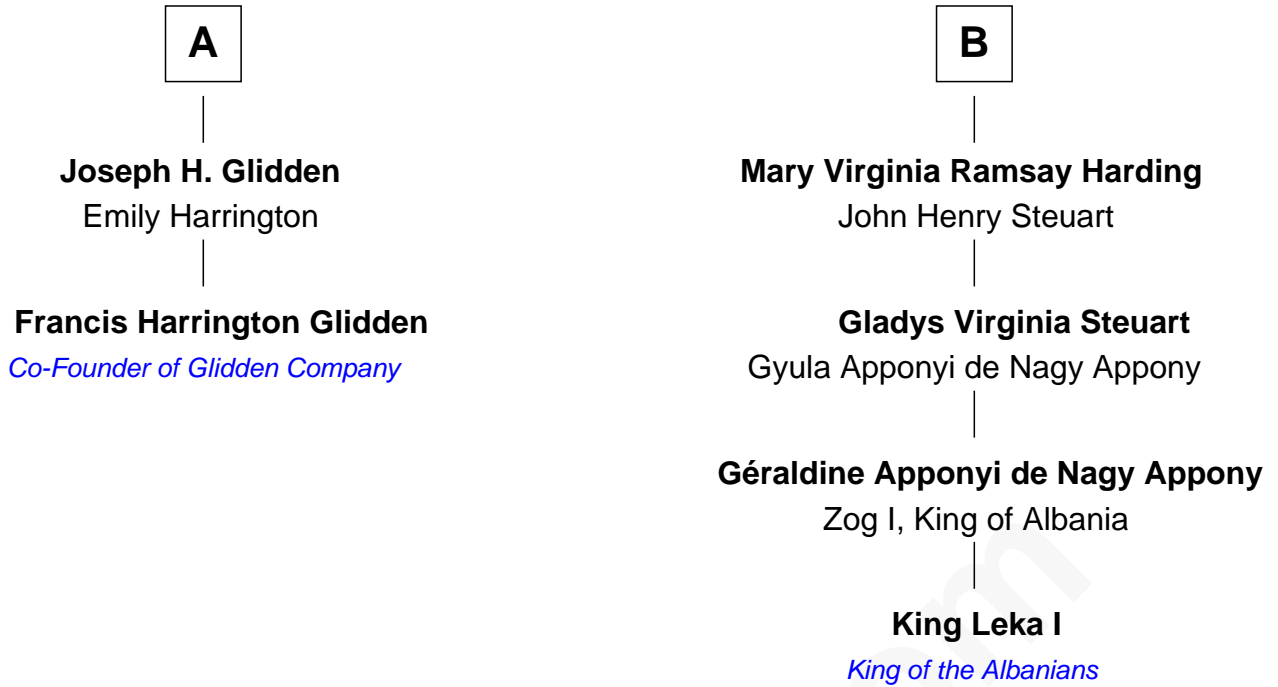 A
Joseph H. Glidden
Emily Harrington
Francis Harrington Glidden
Co-Founder of Glidden Company
B
Mary Virginia Ramsay Harding
John Henry Steuart
Gladys Virginia Steuart
Gyula Apponyi de Nagy Appony
Géraldine Apponyi de Nagy Appony
Zog I, King of Albania
King Leka I
King of the Albanians